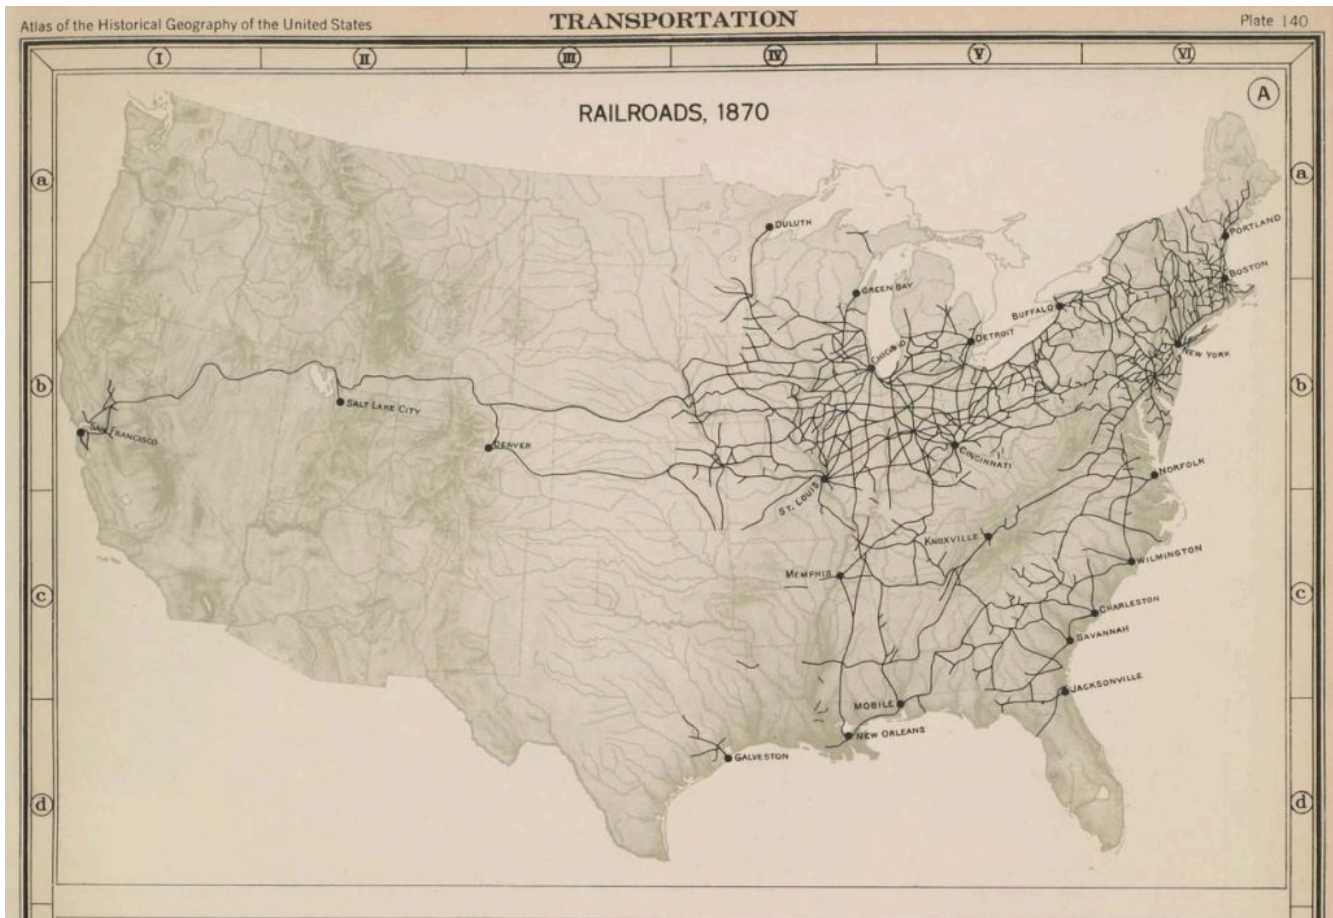 Atlas of the Historical Geography of the United States
TRANSPORTATION
Plate 140
I II III IV V VI
A
RAILROADS, 1870
a a
DULUTH
PORTLAND
BOSTON
GREEN BAY
BUFFALO
DETROIT
CHICAGO
NEW YORK
b b
SALT LAKE CITY
SAN FRANCISCO
DENVER
CINCINNATI
NORFOLK
ST. LOUIS
KNOXVILLE
WILMINGTON
MEMPHIS
c c
CHARLESTON
SAVANNAH
JACKSONVILLE
MOBILE
NEW ORLEANS
GALVESTON
d d